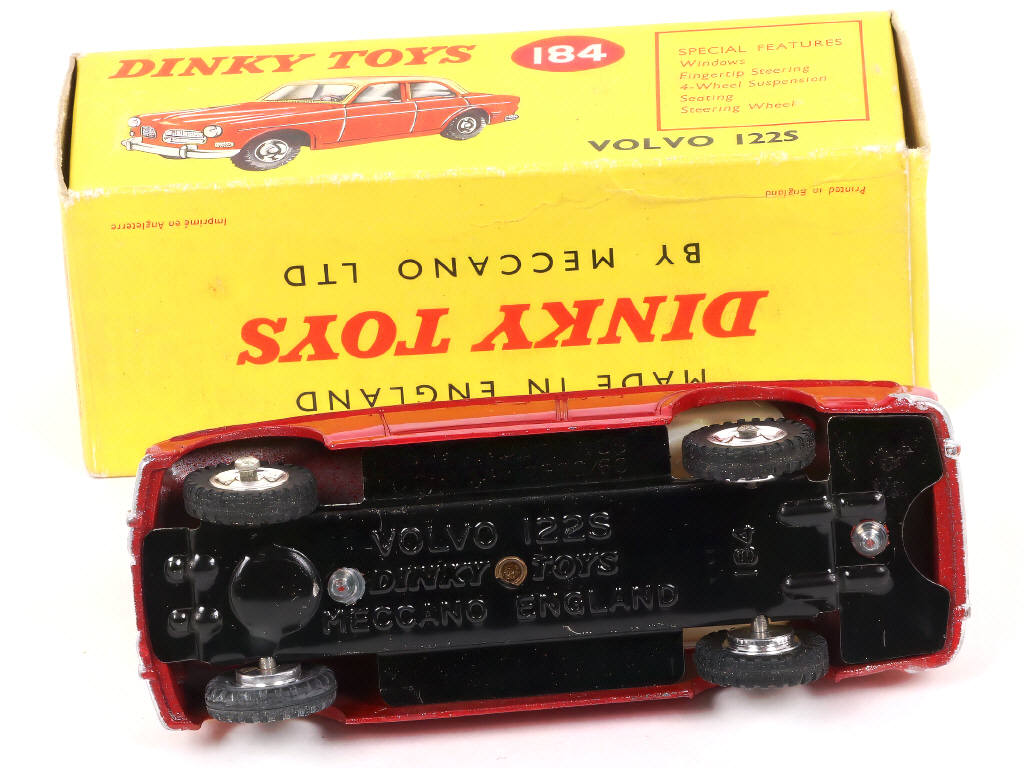 DINKY TOYS
184
SPECIAL FEATURES
Windows
Fingertip Steering
4-Wheel Suspension
Seating
Steering Wheel
VOLVO 122S
Printed in England
Imprimé en Angleterre
BY MECCANO LTD
DINKY TOYS
MADE IN ENGLAND
VOLVO 122S
DINKY TOYS
MECCANO ENGLAND
184